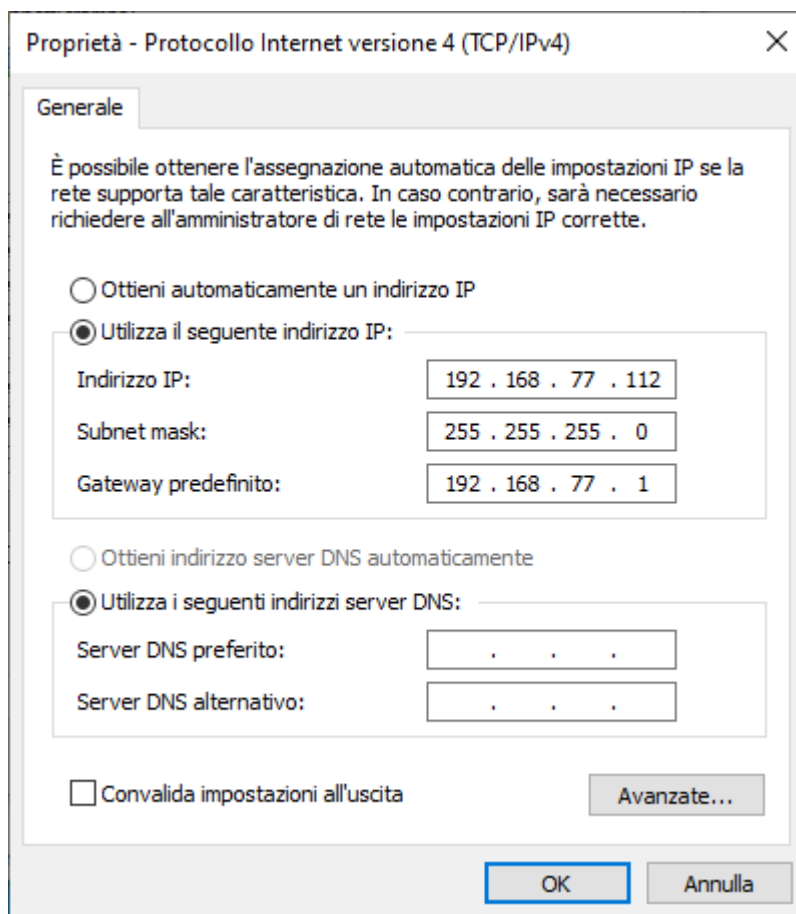 Proprietà - Protocollo Internet versione 4 (TCP/IPv4)
Generale
È possibile ottenere l'assegnazione automatica delle impostazioni IP se la
rete supporta tale caratteristica. In caso contrario, sarà necessario
richiedere all'amministratore di rete le impostazioni IP corrette.
Ottieni automaticamente un indirizzo IP
Utilizza il seguente indirizzo IP:
Indirizzo IP: 192 . 168 . 77 . 112
Subnet mask: 255 . 255 . 255 . 0
Gateway predefinito: 192 . 168 . 77 . 1
Ottieni indirizzo server DNS automaticamente
Utilizza i seguenti indirizzi server DNS:
Server DNS preferito: . . .
Server DNS alternativo: . . .
Convalida impostazioni all'uscita
Avanzate...
OK Annulla